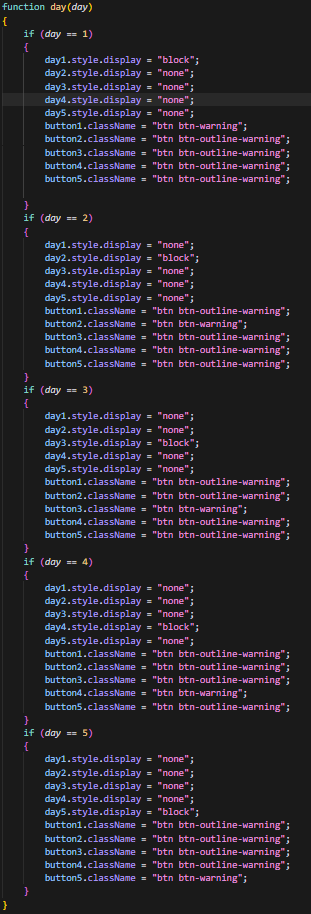 function day(day)
{
    if (day == 1)
    {
        day1.style.display = "block";
        day2.style.display = "none";
        day3.style.display = "none";
        day4.style.display = "none";
        day5.style.display = "none";
        button1.className = "btn btn-warning";
        button2.className = "btn btn-outline-warning";
        button3.className = "btn btn-outline-warning";
        button4.className = "btn btn-outline-warning";
        button5.className = "btn btn-outline-warning";

    }
    if (day == 2)
    {
        day1.style.display = "none";
        day2.style.display = "block";
        day3.style.display = "none";
        day4.style.display = "none";
        day5.style.display = "none";
        button1.className = "btn btn-outline-warning";
        button2.className = "btn btn-warning";
        button3.className = "btn btn-outline-warning";
        button4.className = "btn btn-outline-warning";
        button5.className = "btn btn-outline-warning";
    }
    if (day == 3)
    {
        day1.style.display = "none";
        day2.style.display = "none";
        day3.style.display = "block";
        day4.style.display = "none";
        day5.style.display = "none";
        button1.className = "btn btn-outline-warning";
        button2.className = "btn btn-outline-warning";
        button3.className = "btn btn-warning";
        button4.className = "btn btn-outline-warning";
        button5.className = "btn btn-outline-warning";
    }
    if (day == 4)
    {
        day1.style.display = "none";
        day2.style.display = "none";
        day3.style.display = "none";
        day4.style.display = "block";
        day5.style.display = "none";
        button1.className = "btn btn-outline-warning";
        button2.className = "btn btn-outline-warning";
        button3.className = "btn btn-outline-warning";
        button4.className = "btn btn-warning";
        button5.className = "btn btn-outline-warning";
    }
    if (day == 5)
    {
        day1.style.display = "none";
        day2.style.display = "none";
        day3.style.display = "none";
        day4.style.display = "none";
        day5.style.display = "block";
        button1.className = "btn btn-outline-warning";
        button2.className = "btn btn-outline-warning";
        button3.className = "btn btn-outline-warning";
        button4.className = "btn btn-outline-warning";
        button5.className = "btn btn-warning";
    }
}